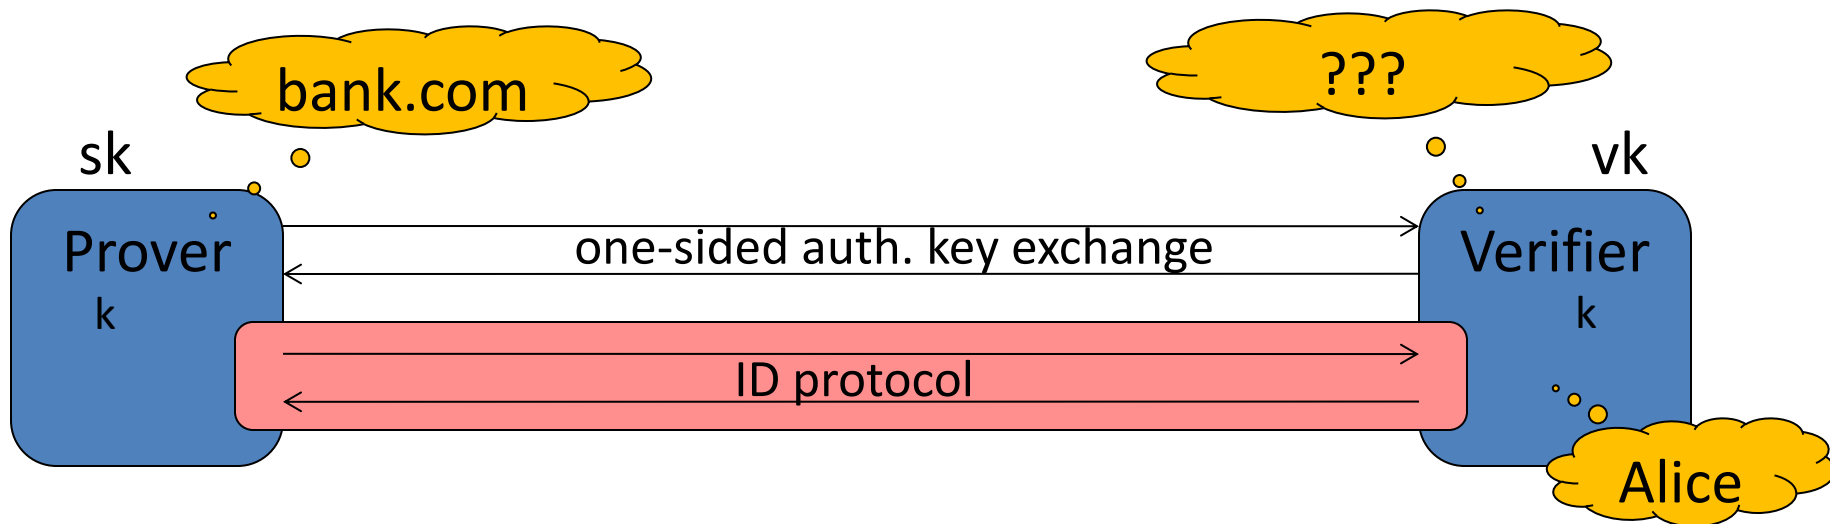 bank.com
???
sk
vk
Prover
one-sided auth. key exchange
Verifier
k
k
ID protocol
Alice